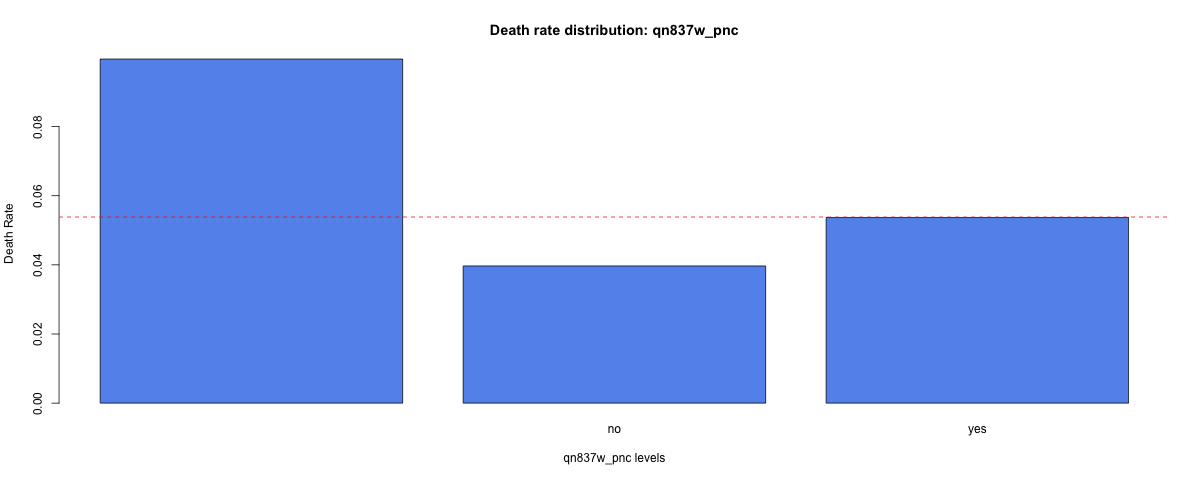 Death rate distribution: qn837w_pnc
Death Rate
0.08
0.06
0.04
0.02
0.00
no yes
qn837w_pnc levels